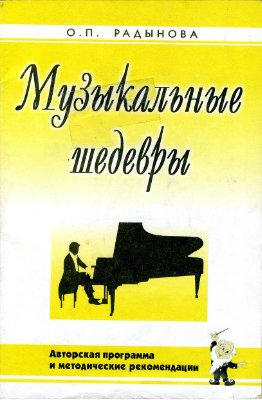 О.П. РАДЫНОВА
Музыкальные
шедевры
Авторская программа
и методические рекомендации